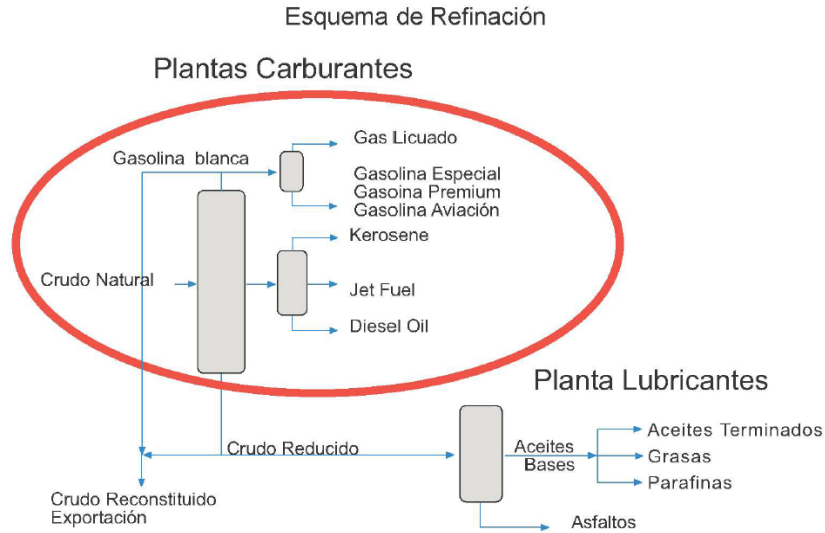 Esquema de Refinación
Plantas Carburantes
Gas Licuado
Gasolina blanca
Gasolina Especial
Gasoina Premium
Gasolina Aviación
Kerosene
Crudo Natural
Jet Fuel
Diesel Oil
Planta Lubricantes
Crudo Reducido
Aceites
Bases
Aceites Terminados
Grasas
Parafinas
Crudo Reconstituido
Exportación
Asfaltos